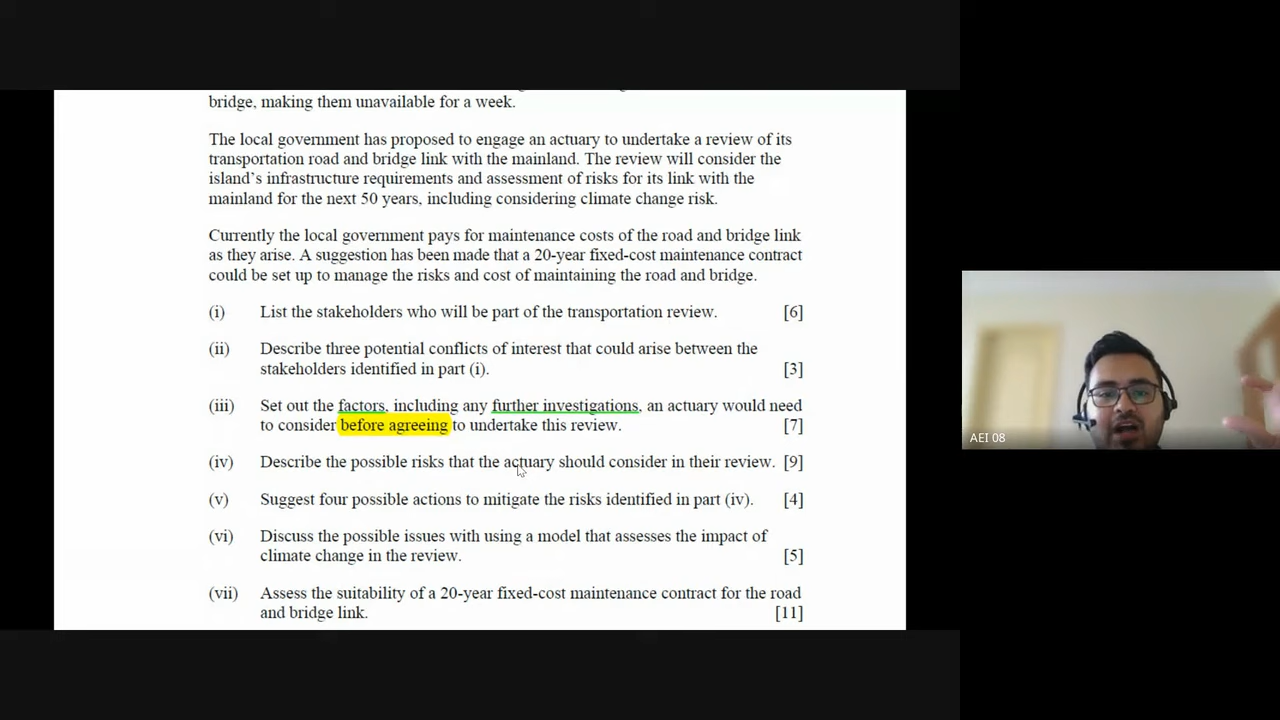 bridge, making them unavailable for a week.
The local government has proposed to engage an actuary to undertake a review of its
transportation road and bridge link with the mainland. The review will consider the
island's infrastructure requirements and assessment of risks for its link with the
mainland for the next 50 years, including considering climate change risk.
Currently the local government pays for maintenance costs of the road and bridge link
as they arise. A suggestion has been made that a 20-year fixed-cost maintenance contract
could be set up to manage the risks and cost of maintaining the road and bridge.
(i) List the stakeholders who will be part of the transportation review. [6]
(ii) Describe three potential conflicts of interest that could arise between the
stakeholders identified in part (i). [3]
(iii) Set out the factors, including any further investigations, an actuary would need
to consider before agreeing to undertake this review. [7]
(iv) Describe the possible risks that the actuary should consider in their review. [9]
(v) Suggest four possible actions to mitigate the risks identified in part (iv). [4]
(vi) Discuss the possible issues with using a model that assesses the impact of
climate change in the review. [5]
(vii) Assess the suitability of a 20-year fixed-cost maintenance contract for the road
and bridge link. [11]
AEI 08